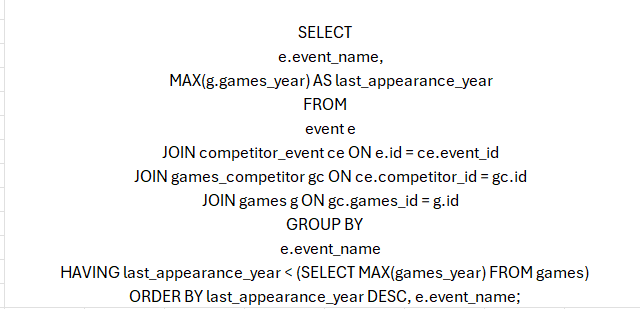 SELECT
e.event_name,
MAX(g.games_year) AS last_appearance_year
FROM
event e
JOIN competitor_event ce ON e.id = ce.event_id
JOIN games_competitor gc ON ce.competitor_id = gc.id
JOIN games g ON gc.games_id = g.id
GROUP BY
e.event_name
HAVING last_appearance_year < (SELECT MAX(games_year) FROM games)
ORDER BY last_appearance_year DESC, e.event_name;